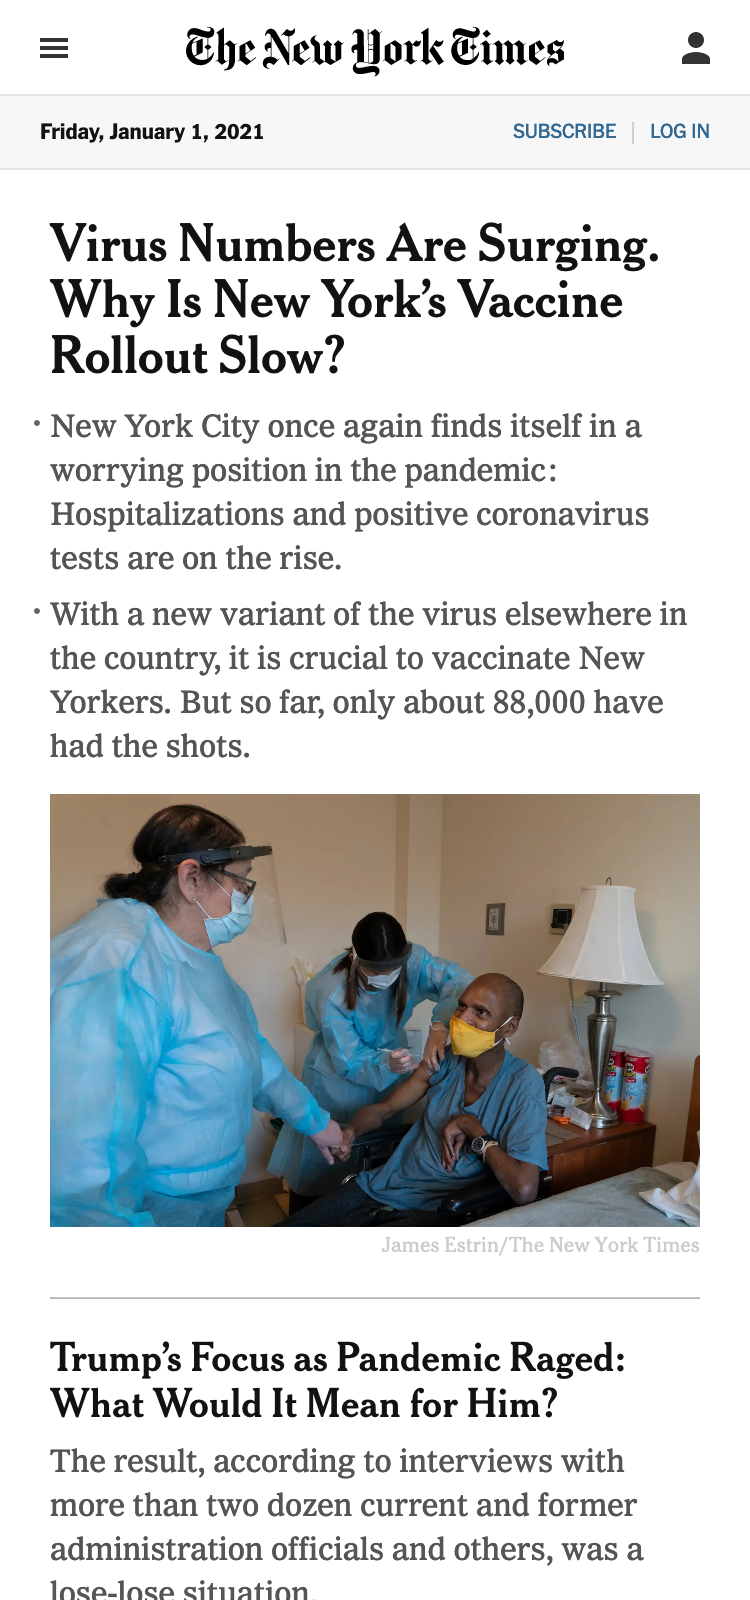 The New York Times
Friday, January 1, 2021
SUBSCRIBE | LOG IN
Virus Numbers Are Surging.
Why Is New York’s Vaccine
Rollout Slow?
• New York City once again finds itself in a
worrying position in the pandemic:
Hospitalizations and positive coronavirus
tests are on the rise.
• With a new variant of the virus elsewhere in
the country, it is crucial to vaccinate New
Yorkers. But so far, only about 88,000 have
had the shots.
James Estrin/The New York Times
Trump’s Focus as Pandemic Raged:
What Would It Mean for Him?
The result, according to interviews with
more than two dozen current and former
administration officials and others, was a
lose-lose situation.